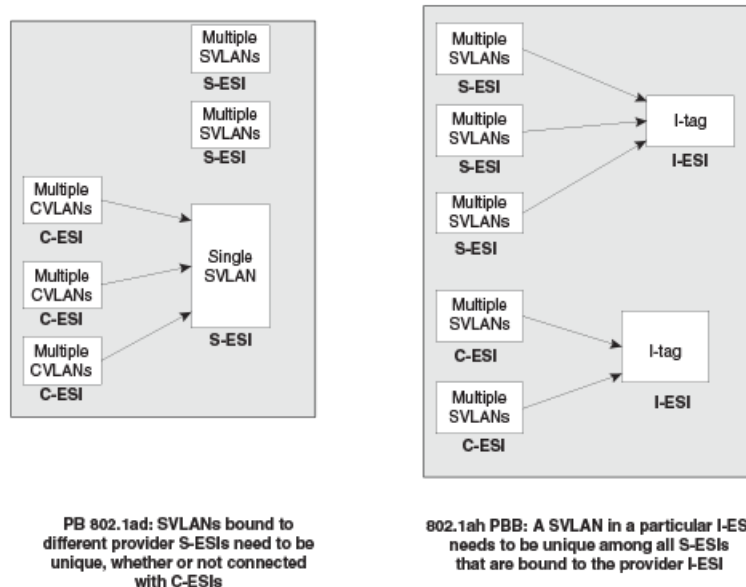 Multiple
SVLANs
S-ESI
Multiple
SVLANs
S-ESI
Multiple
CVLANs
C-ESI
Multiple
CVLANs
C-ESI
Multiple
CVLANs
C-ESI
Single
SVLAN
S-ESI
PB 802.1ad: SVLANs bound to
different provider S-ESIs need to be
unique, whether or not connected
with C-ESIs
Multiple
SVLANs
S-ESI
Multiple
SVLANs
S-ESI
Multiple
SVLANs
S-ESI
I-tag
I-ESI
Multiple
SVLANs
C-ESI
Multiple
SVLANs
C-ESI
I-tag
I-ESI
802.1ah PBB: A SVLAN in a particular I-ES
needs to be unique among all S-ESIs
that are bound to the provider I-ESI